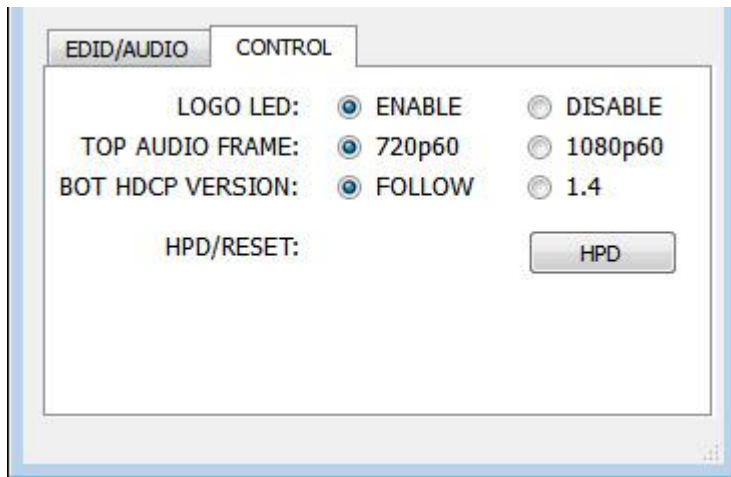 EDID/AUDIO CONTROL
LOGO LED: ENABLE DISABLE
TOP AUDIO FRAME: 720p60 1080p60
BOT HDCP VERSION: FOLLOW 1.4
HPD/RESET: HPD